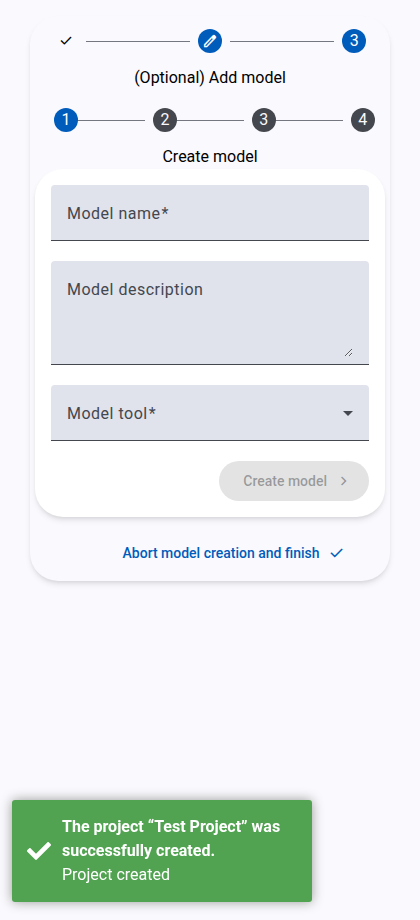 3
(Optional) Add model
1 2 3 4
Create model
Model name*
Model description
Model tool*
Create model
Abort model creation and finish
The project “Test Project” was
successfully created.
Project created